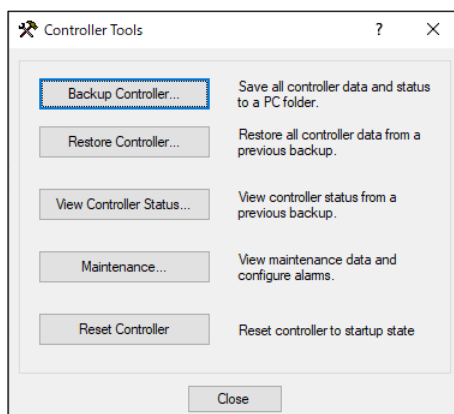 Controller Tools
?
Backup Controller...
Save all controller data and status
to a PC folder.
Restore Controller...
Restore all controller data from a
previous backup.
View Controller Status...
View controller status from a
previous backup.
Maintenance...
View maintenance data and
configure alarms.
Reset Controller
Reset controller to startup state
Close